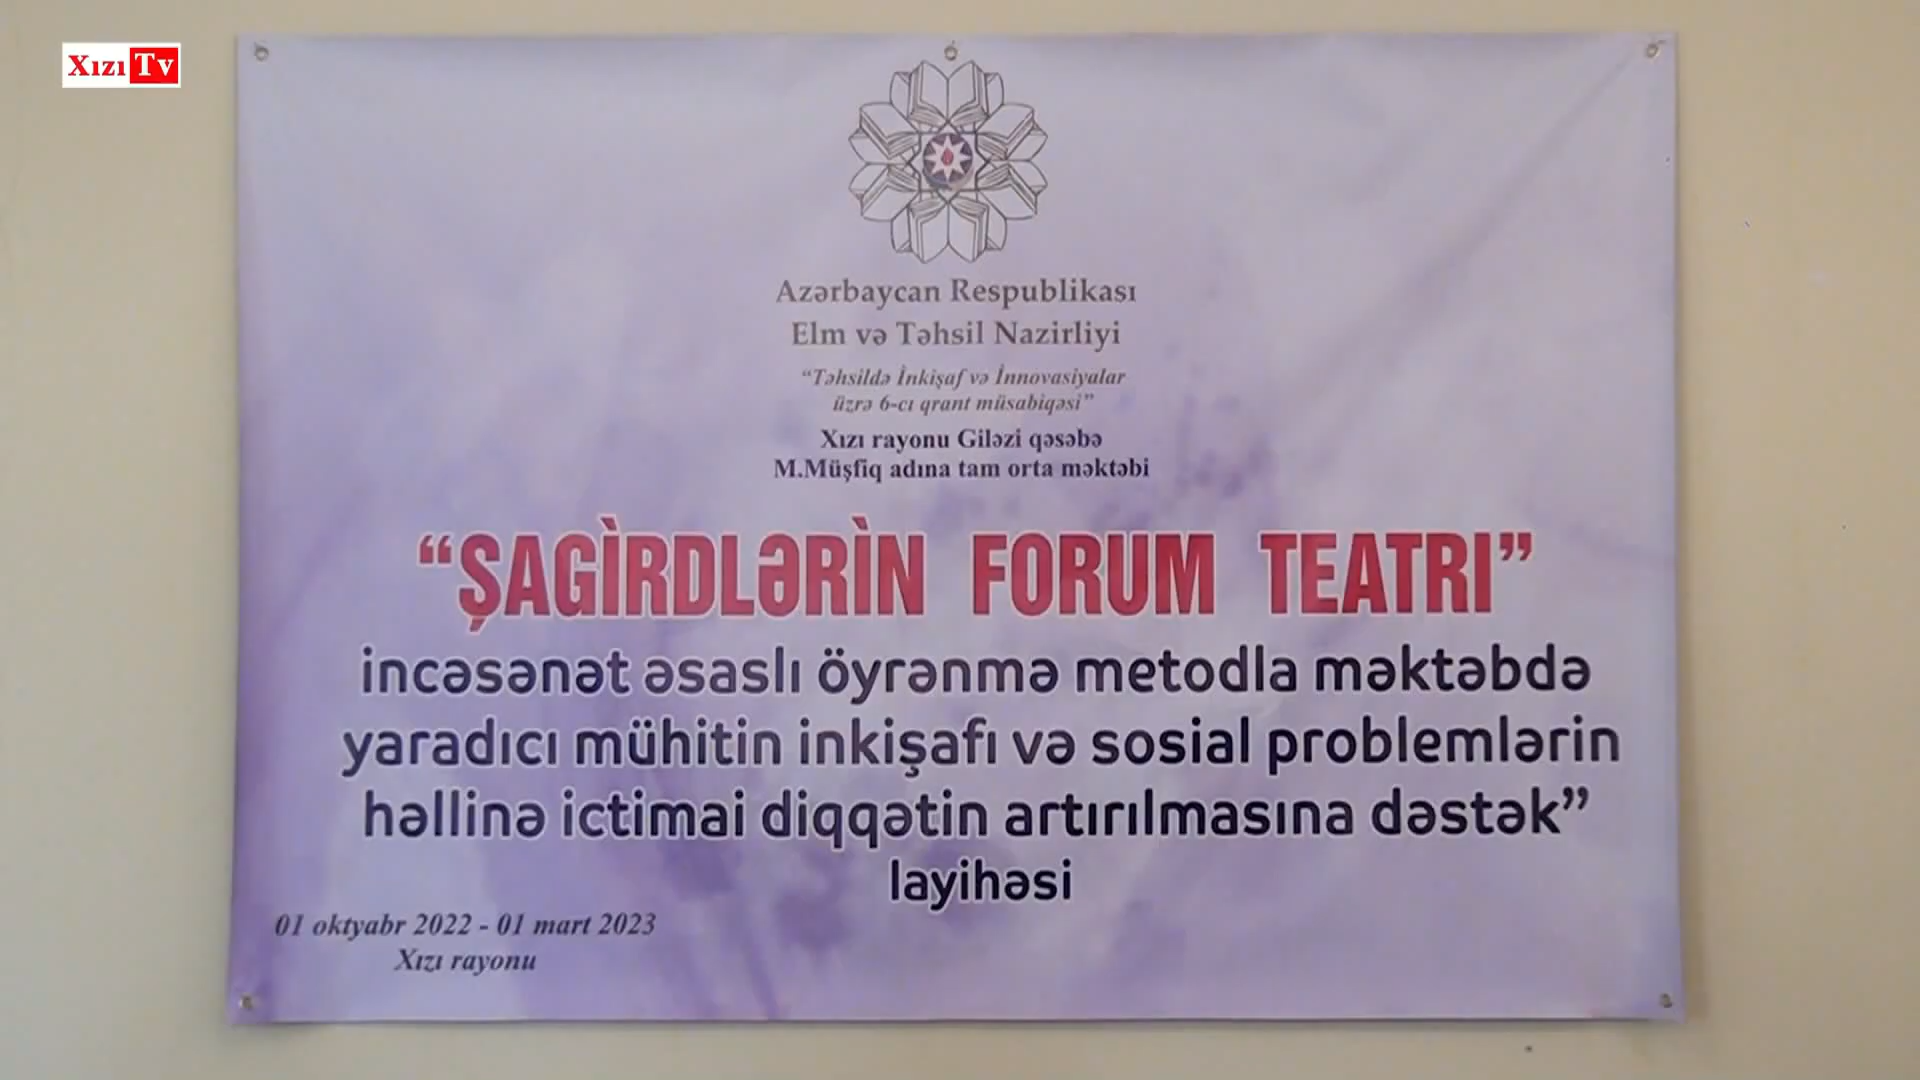 Xızı Tv
Azərbaycan Respublikası
Elm və Təhsil Nazirliyi
“Təhsildə İnkişaf və İnnovasiyalar
üzrə 6-cı qrant müsabiqəsi”
Xızı rayonu Giləzi qəsəbə
M.Müşfiq adına tam orta məktəbi
“ŞAGİRDLƏRİN FORUM TEATRI”
incəsənət əsaslı öyrənmə metodla məktəbdə
yaradıcı mühitin inkişafı və sosial problemlərin
həllinə ictimai diqqətin artırılmasına dəstək”
layihəsi
01 oktyabr 2022 - 01 mart 2023
Xızı rayonu